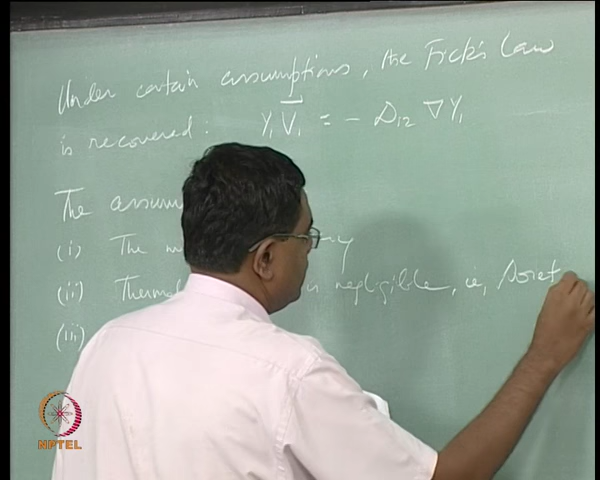 Under certain assumptions, the Fick's Law
is recovered: Y₁ V̄₁ = - D₁₂ ∇Y₁
The
(i) The
(ii) negligible, ie, Soret
(iii)
NPTEL